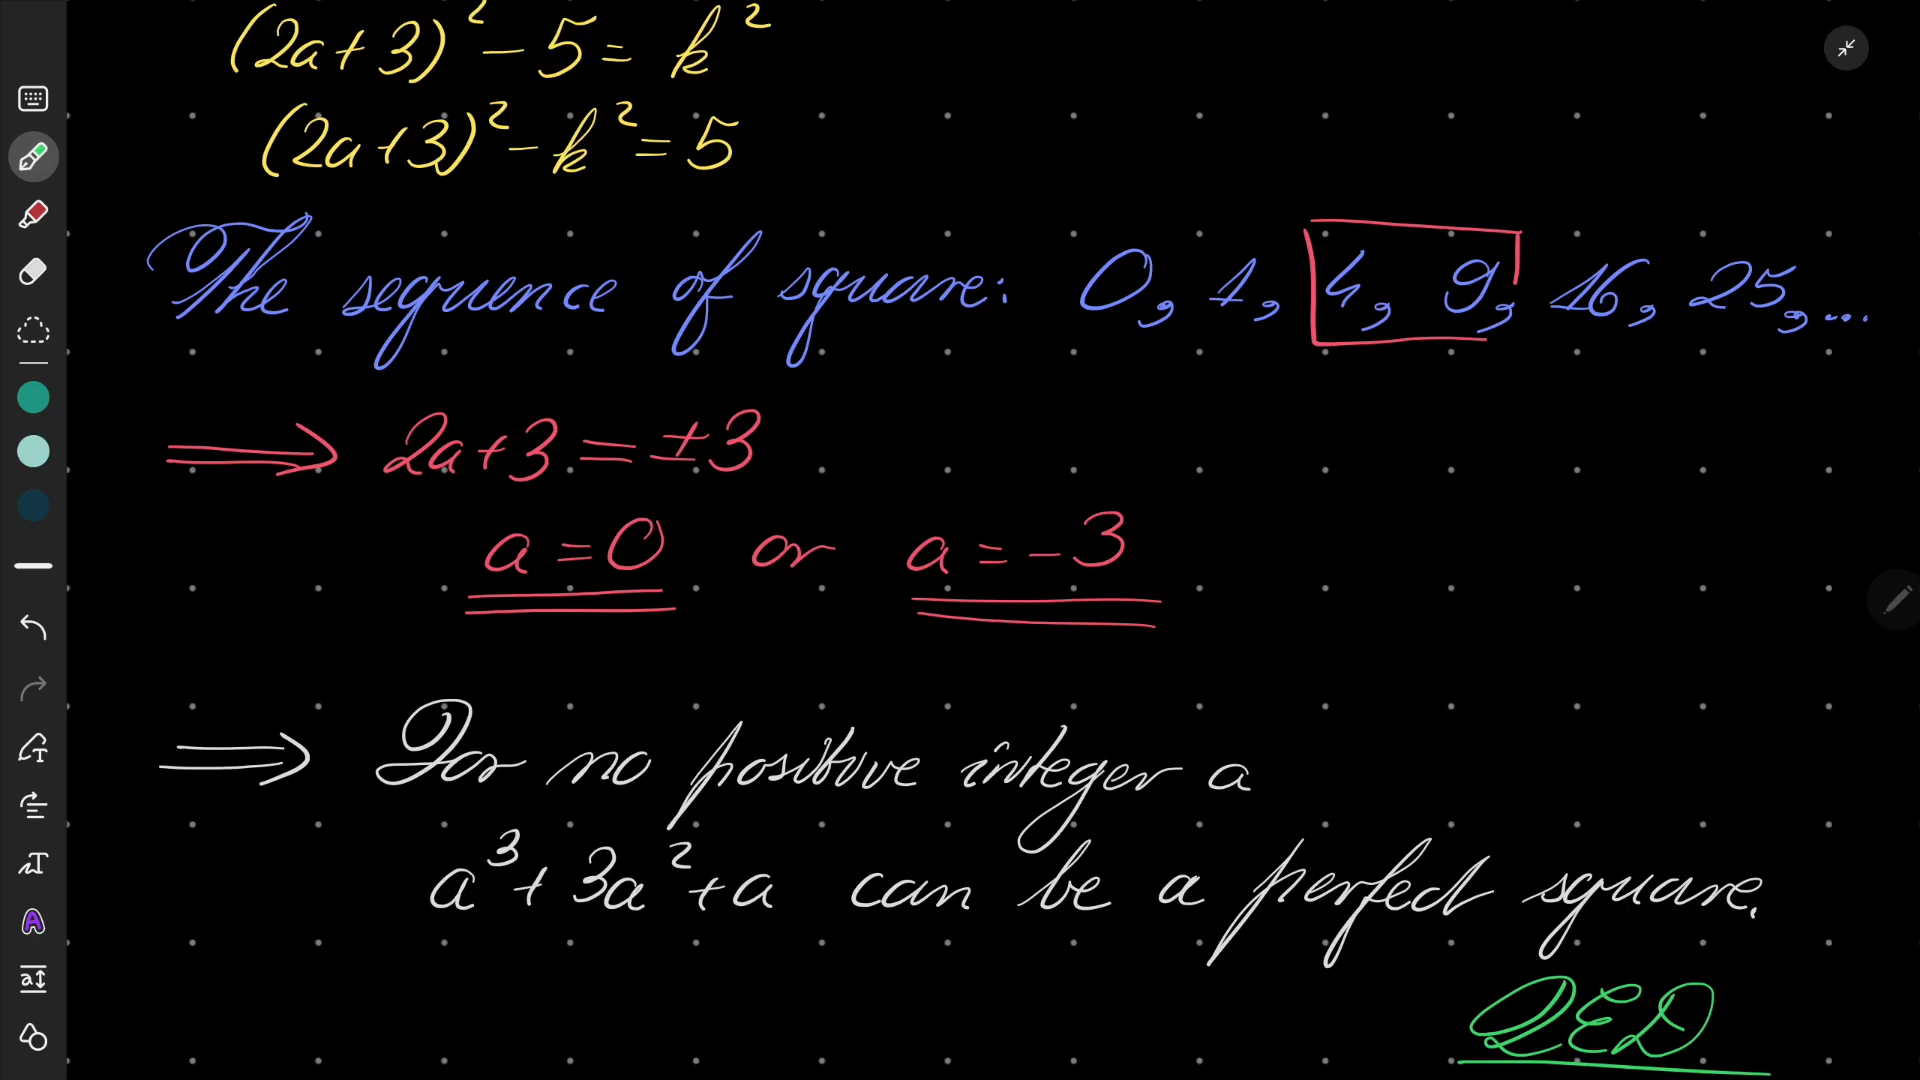 (2a+3)² - 5 = k²
(2a+3)² - k² = 5
The sequence of square: 0, 1, 4, 9, 16, 25, ...
⟹ 2a+3 = ±3
a = 0 or a = -3
⟹ For no positive integer a
a³ + 3a² + a can be a perfect square.
QED